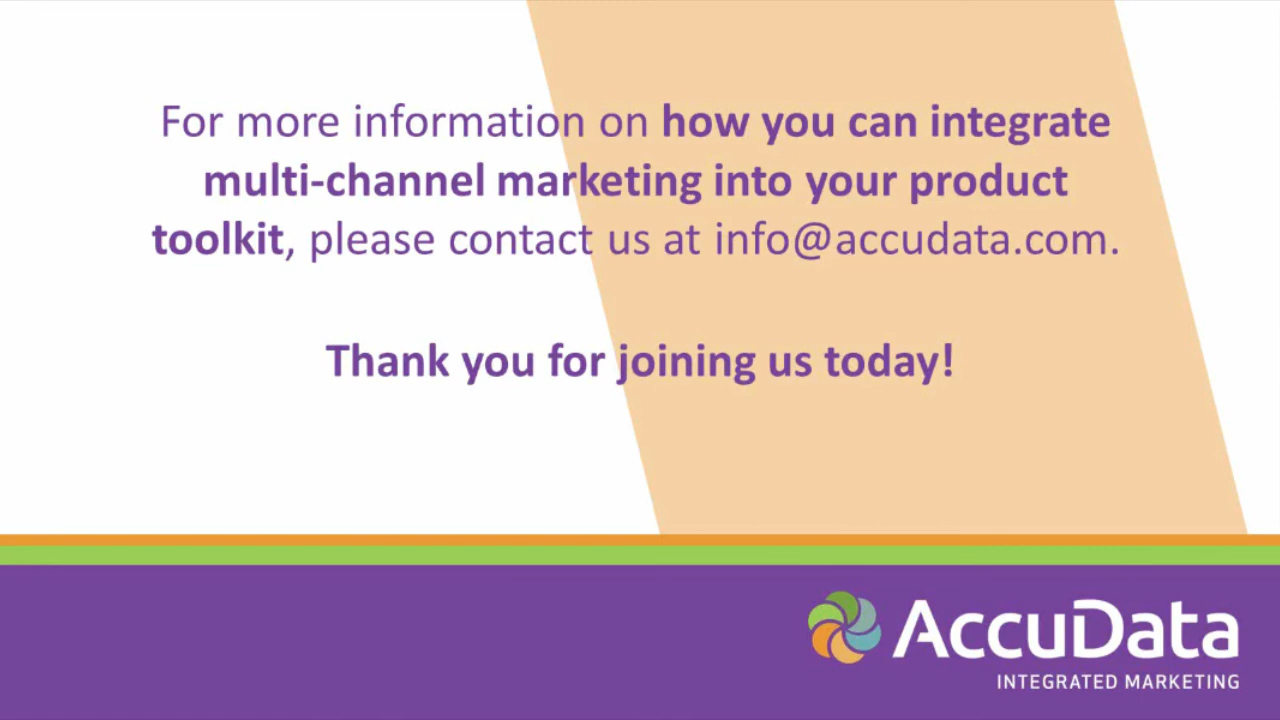 For more information on how you can integrate
multi-channel marketing into your product
toolkit, please contact us at info@accudata.com.
Thank you for joining us today!
AccuData
INTEGRATED MARKETING